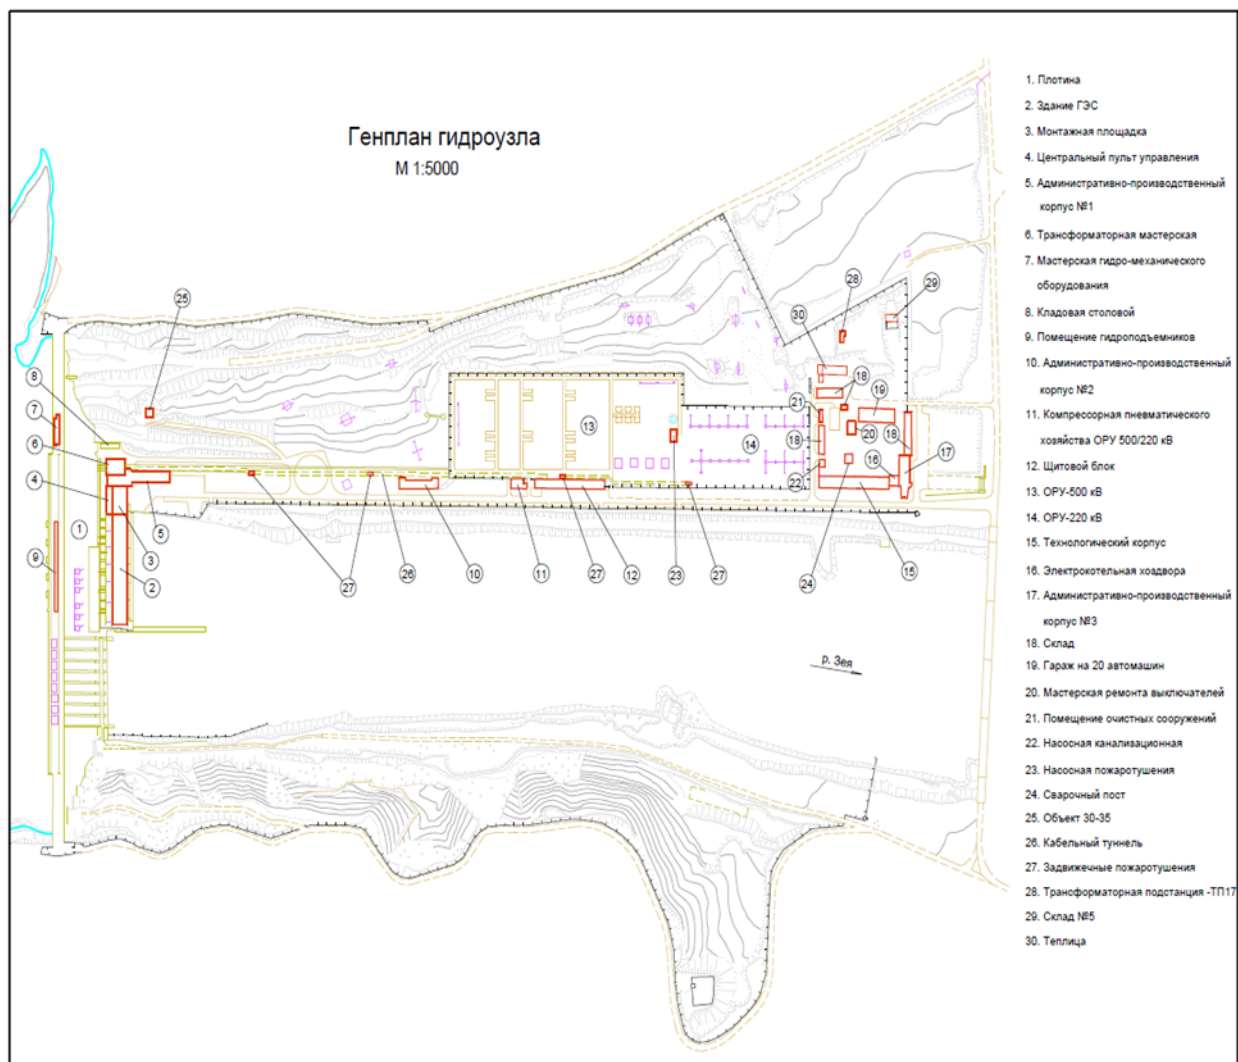 Генплан гидроузла
М 1:5000
1. Плотина
2. Здание ГЭС
3. Монтажная площадка
4. Центральный пульт управления
5. Административно-производственный
корпус №1
6. Трансформаторная мастерская
7. Мастерская гидро-механического
оборудования
8. Кладовая столовой
9. Помещение гидроподъемников
10. Административно-производственный
корпус №2
11. Компрессорная пневматического
хозяйства ОРУ 500/220 кВ
12. Щитовой блок
13. ОРУ-500 кВ
14. ОРУ-220 кВ
15. Технологический корпус
16. Электрокотельная хоздвора
17. Административно-производственный
корпус №3
18. Склад
19. Гараж на 20 автомашин
20. Мастерская ремонта выключателей
21. Помещение очистных сооружений
22. Насосная канализационная
23. Насосная пожаротушения
24. Сварочный пост
25. Объект 30-35
26. Кабельный туннель
27. Задвижечные пожаротушения
28. Трансформаторная подстанция -ТП17
29. Склад №5
30. Теплица
28
29
25
30
18
8
7
21
19
13
14
18
20
18
6
16
17
22
4
1
5
9
3
2
27
26
10
11
27
12
23
27
24
15
р. Зея